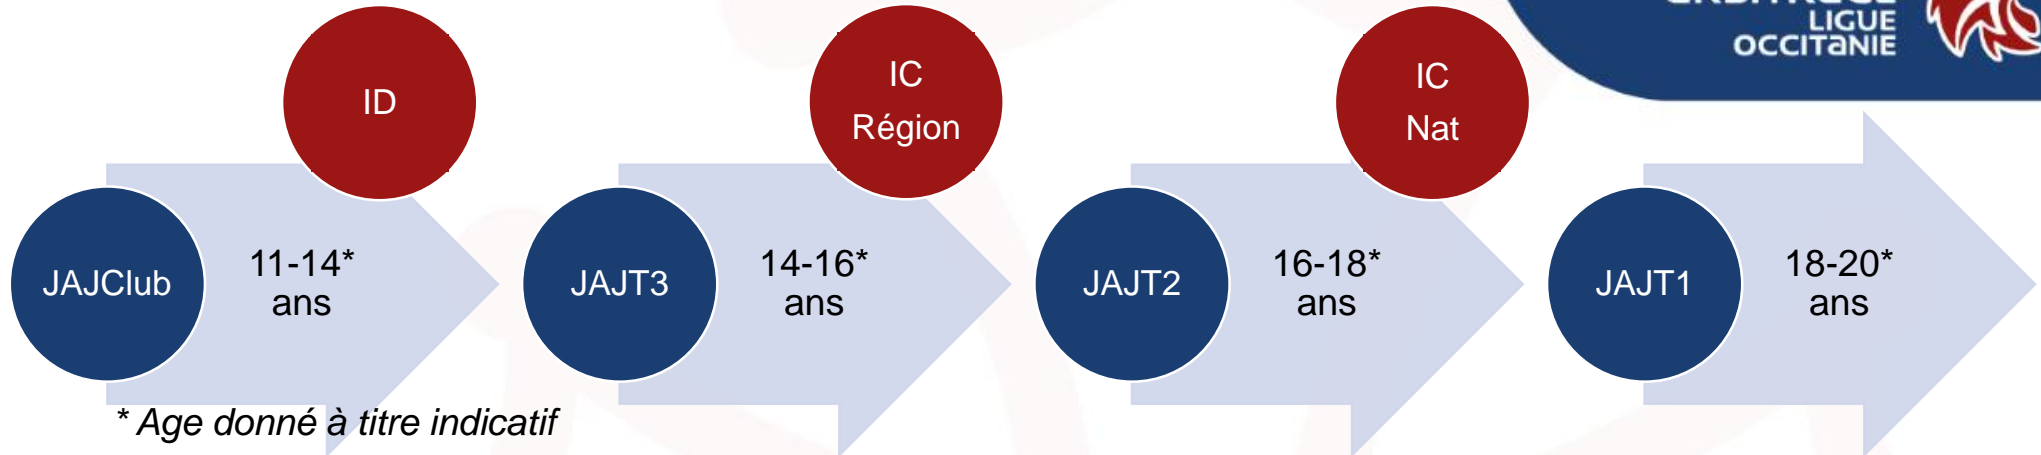 LIGUE
OCCITANIE
ID
IC
Région
IC
Nat
JAJClub
11-14*
ans
JAJT3
14-16*
ans
JAJT2
16-18*
ans
JAJT1
18-20*
ans
* Age donné à titre indicatif